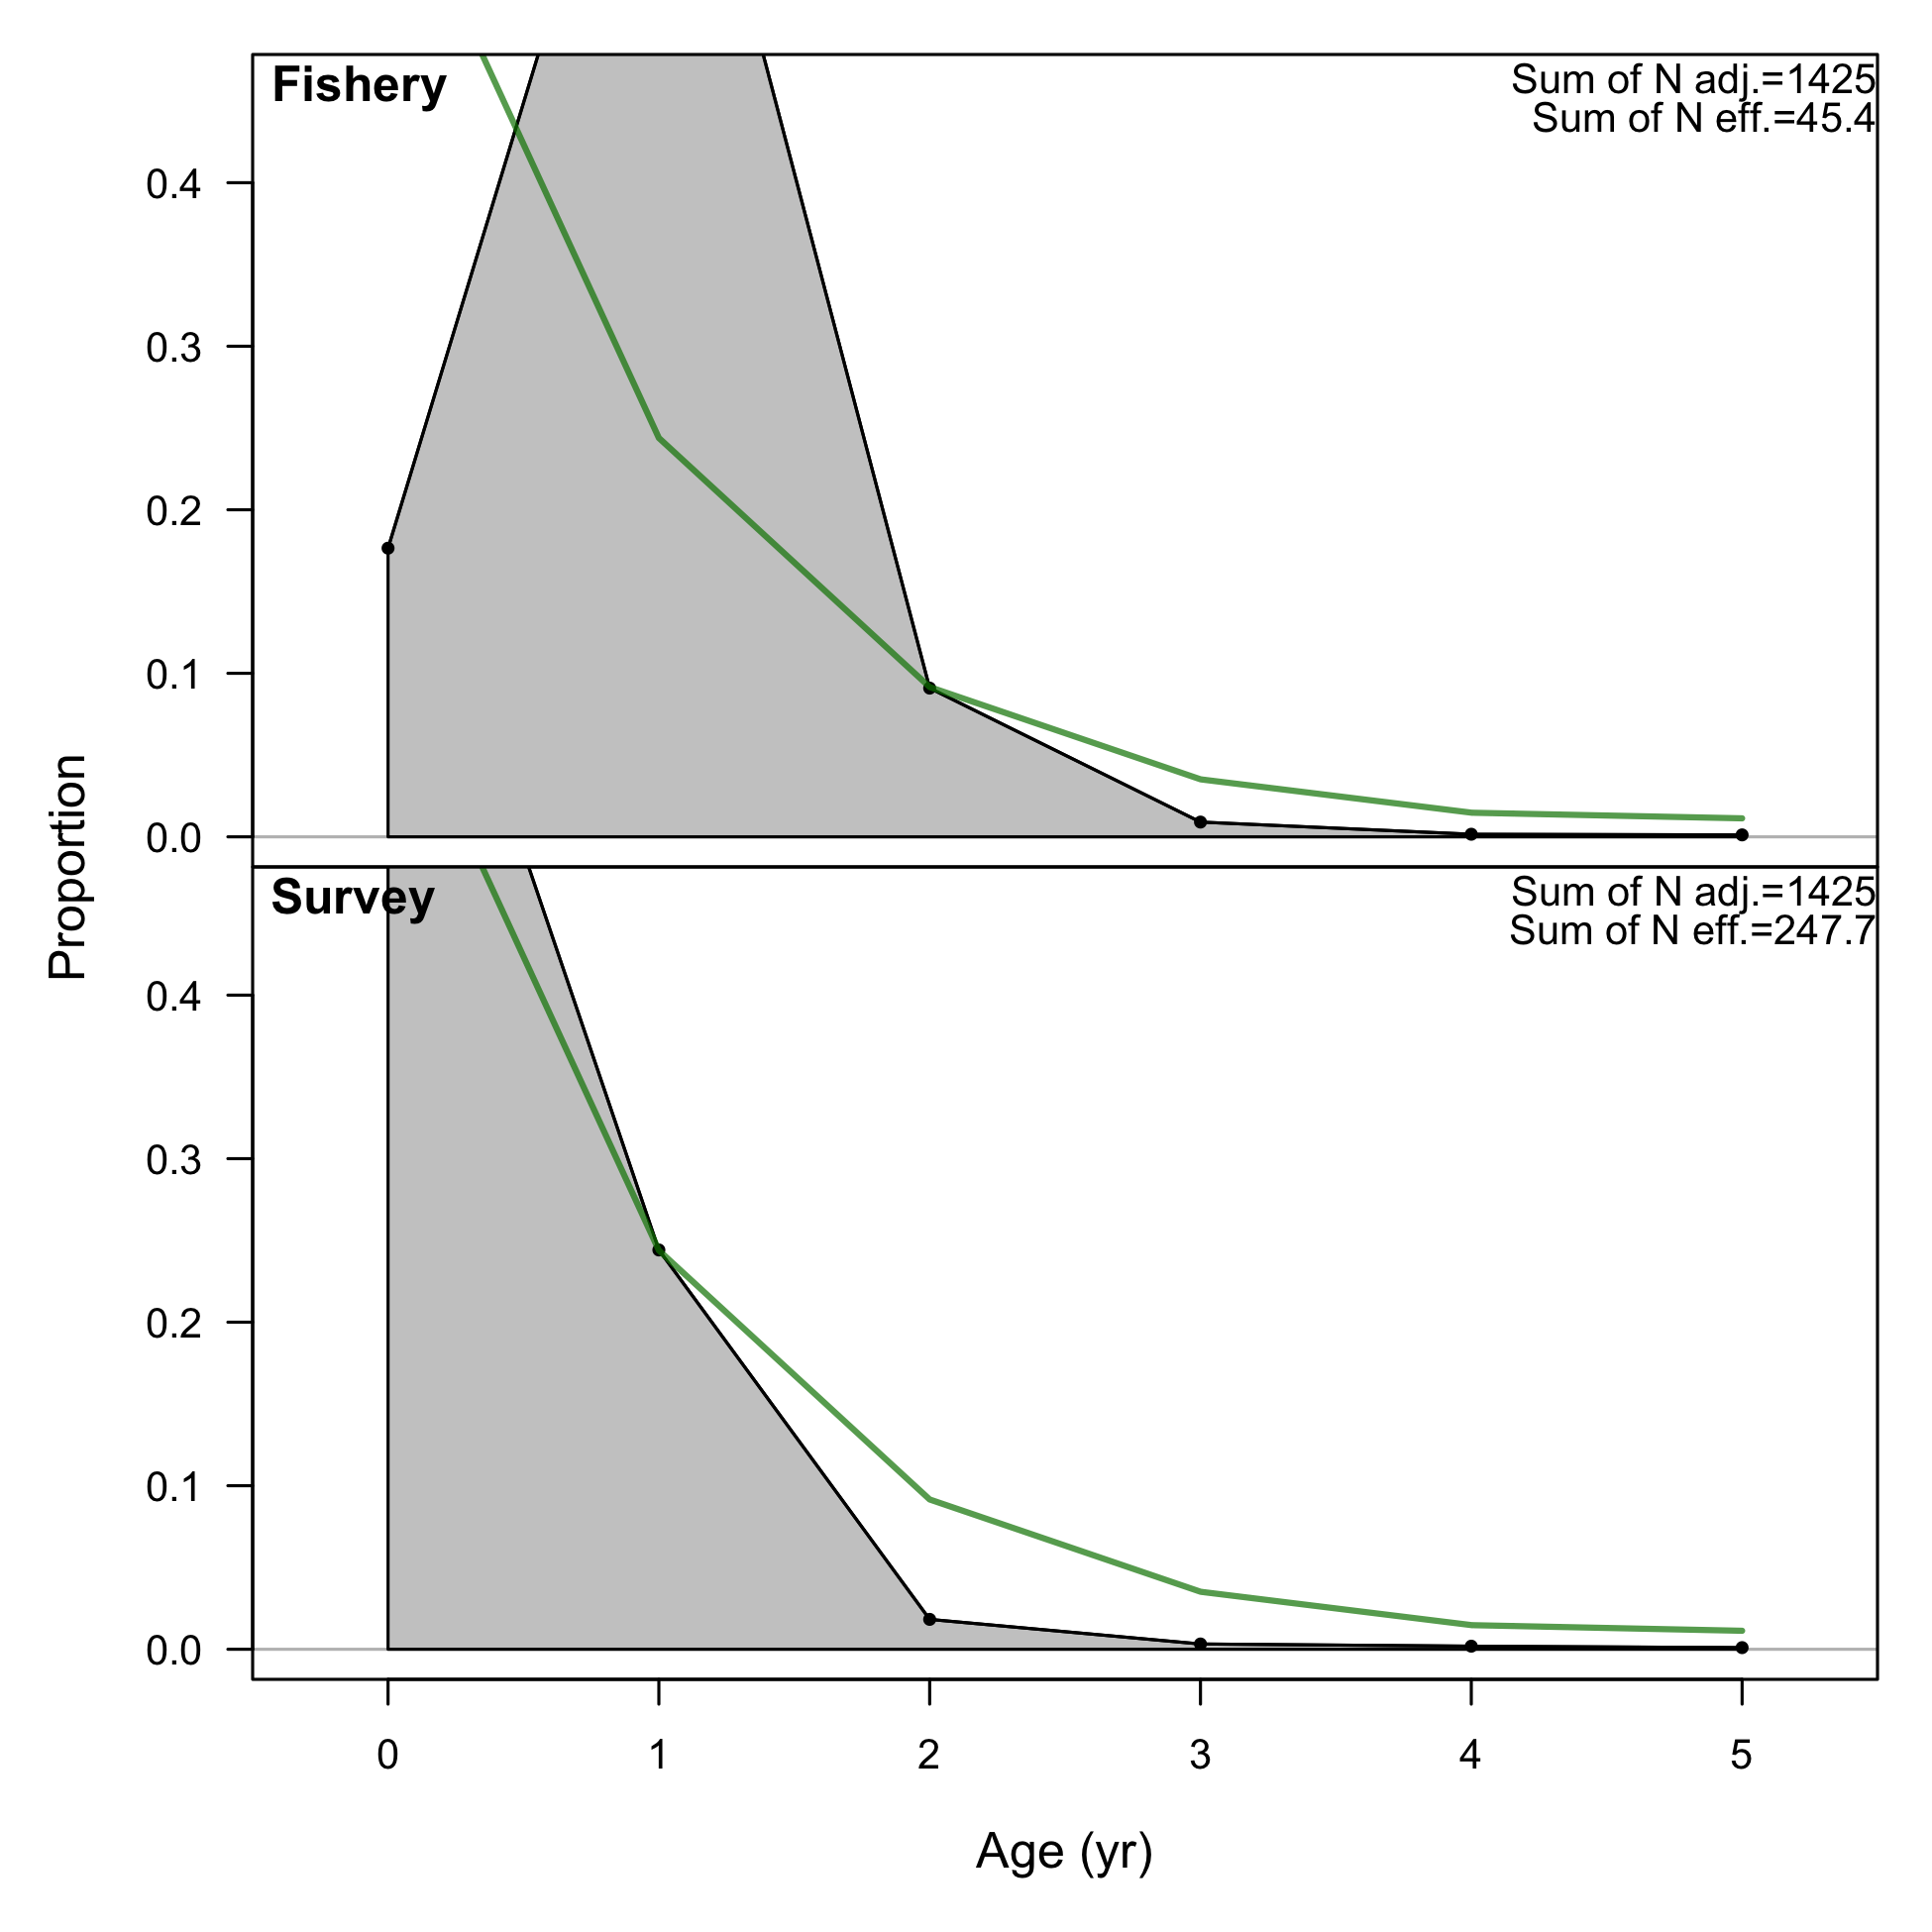 Fishery
Sum of N adj.=1425
Sum of N eff.=45.4
0.4
0.3
0.2
0.1
0.0
Proportion
Survey
Sum of N adj.=1425
Sum of N eff.=247.7
0.4
0.3
0.2
0.1
0.0
0 1 2 3 4 5
Age (yr)